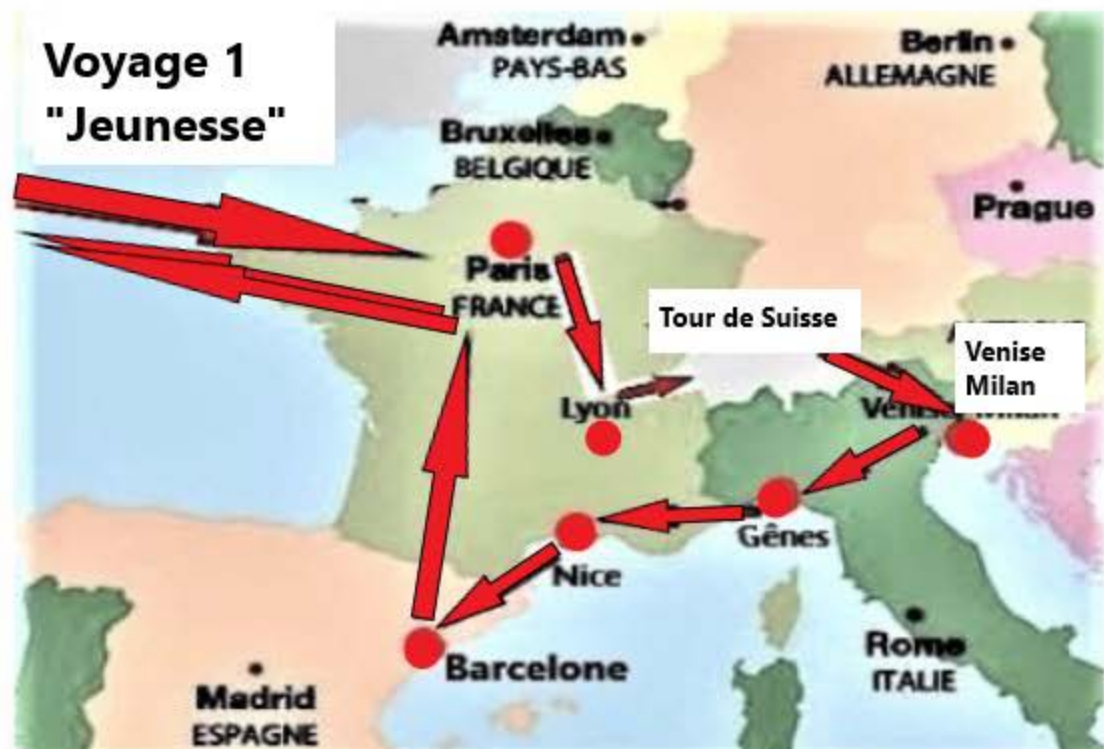 Voyage 1
"Jeunesse"
Amsterdam
PAYS-BAS
Berlin
ALLEMAGNE
Bruxelles
BELGIQUE
Prague
Paris
FRANCE
Tour de Suisse
Venise
Milan
Lyon
Gênes
Nice
Barcelone
Rome
ITALIE
Madrid
ESPAGNE